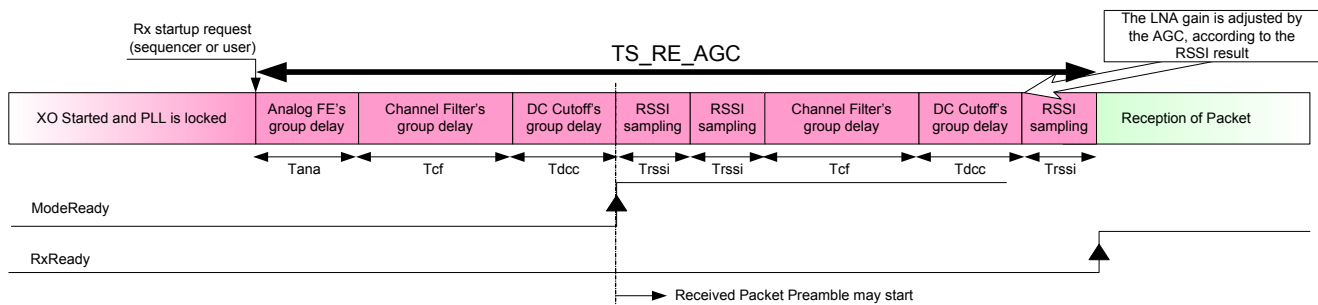 Rx startup request
(sequencer or user)
TS_RE_AGC
The LNA gain is adjusted by
the AGC, according to the
RSSI result
XO Started and PLL is locked
Analog FE's
group delay
Channel Filter's
group delay
DC Cutoff's
group delay
RSSI
sampling
RSSI
sampling
Channel Filter's
group delay
DC Cutoff's
group delay
RSSI
sampling
Reception of Packet
Tana
Tcf
Tdcc
Trssi
Trssi
Tcf
Tdcc
Trssi
ModeReady
RxReady
Received Packet Preamble may start